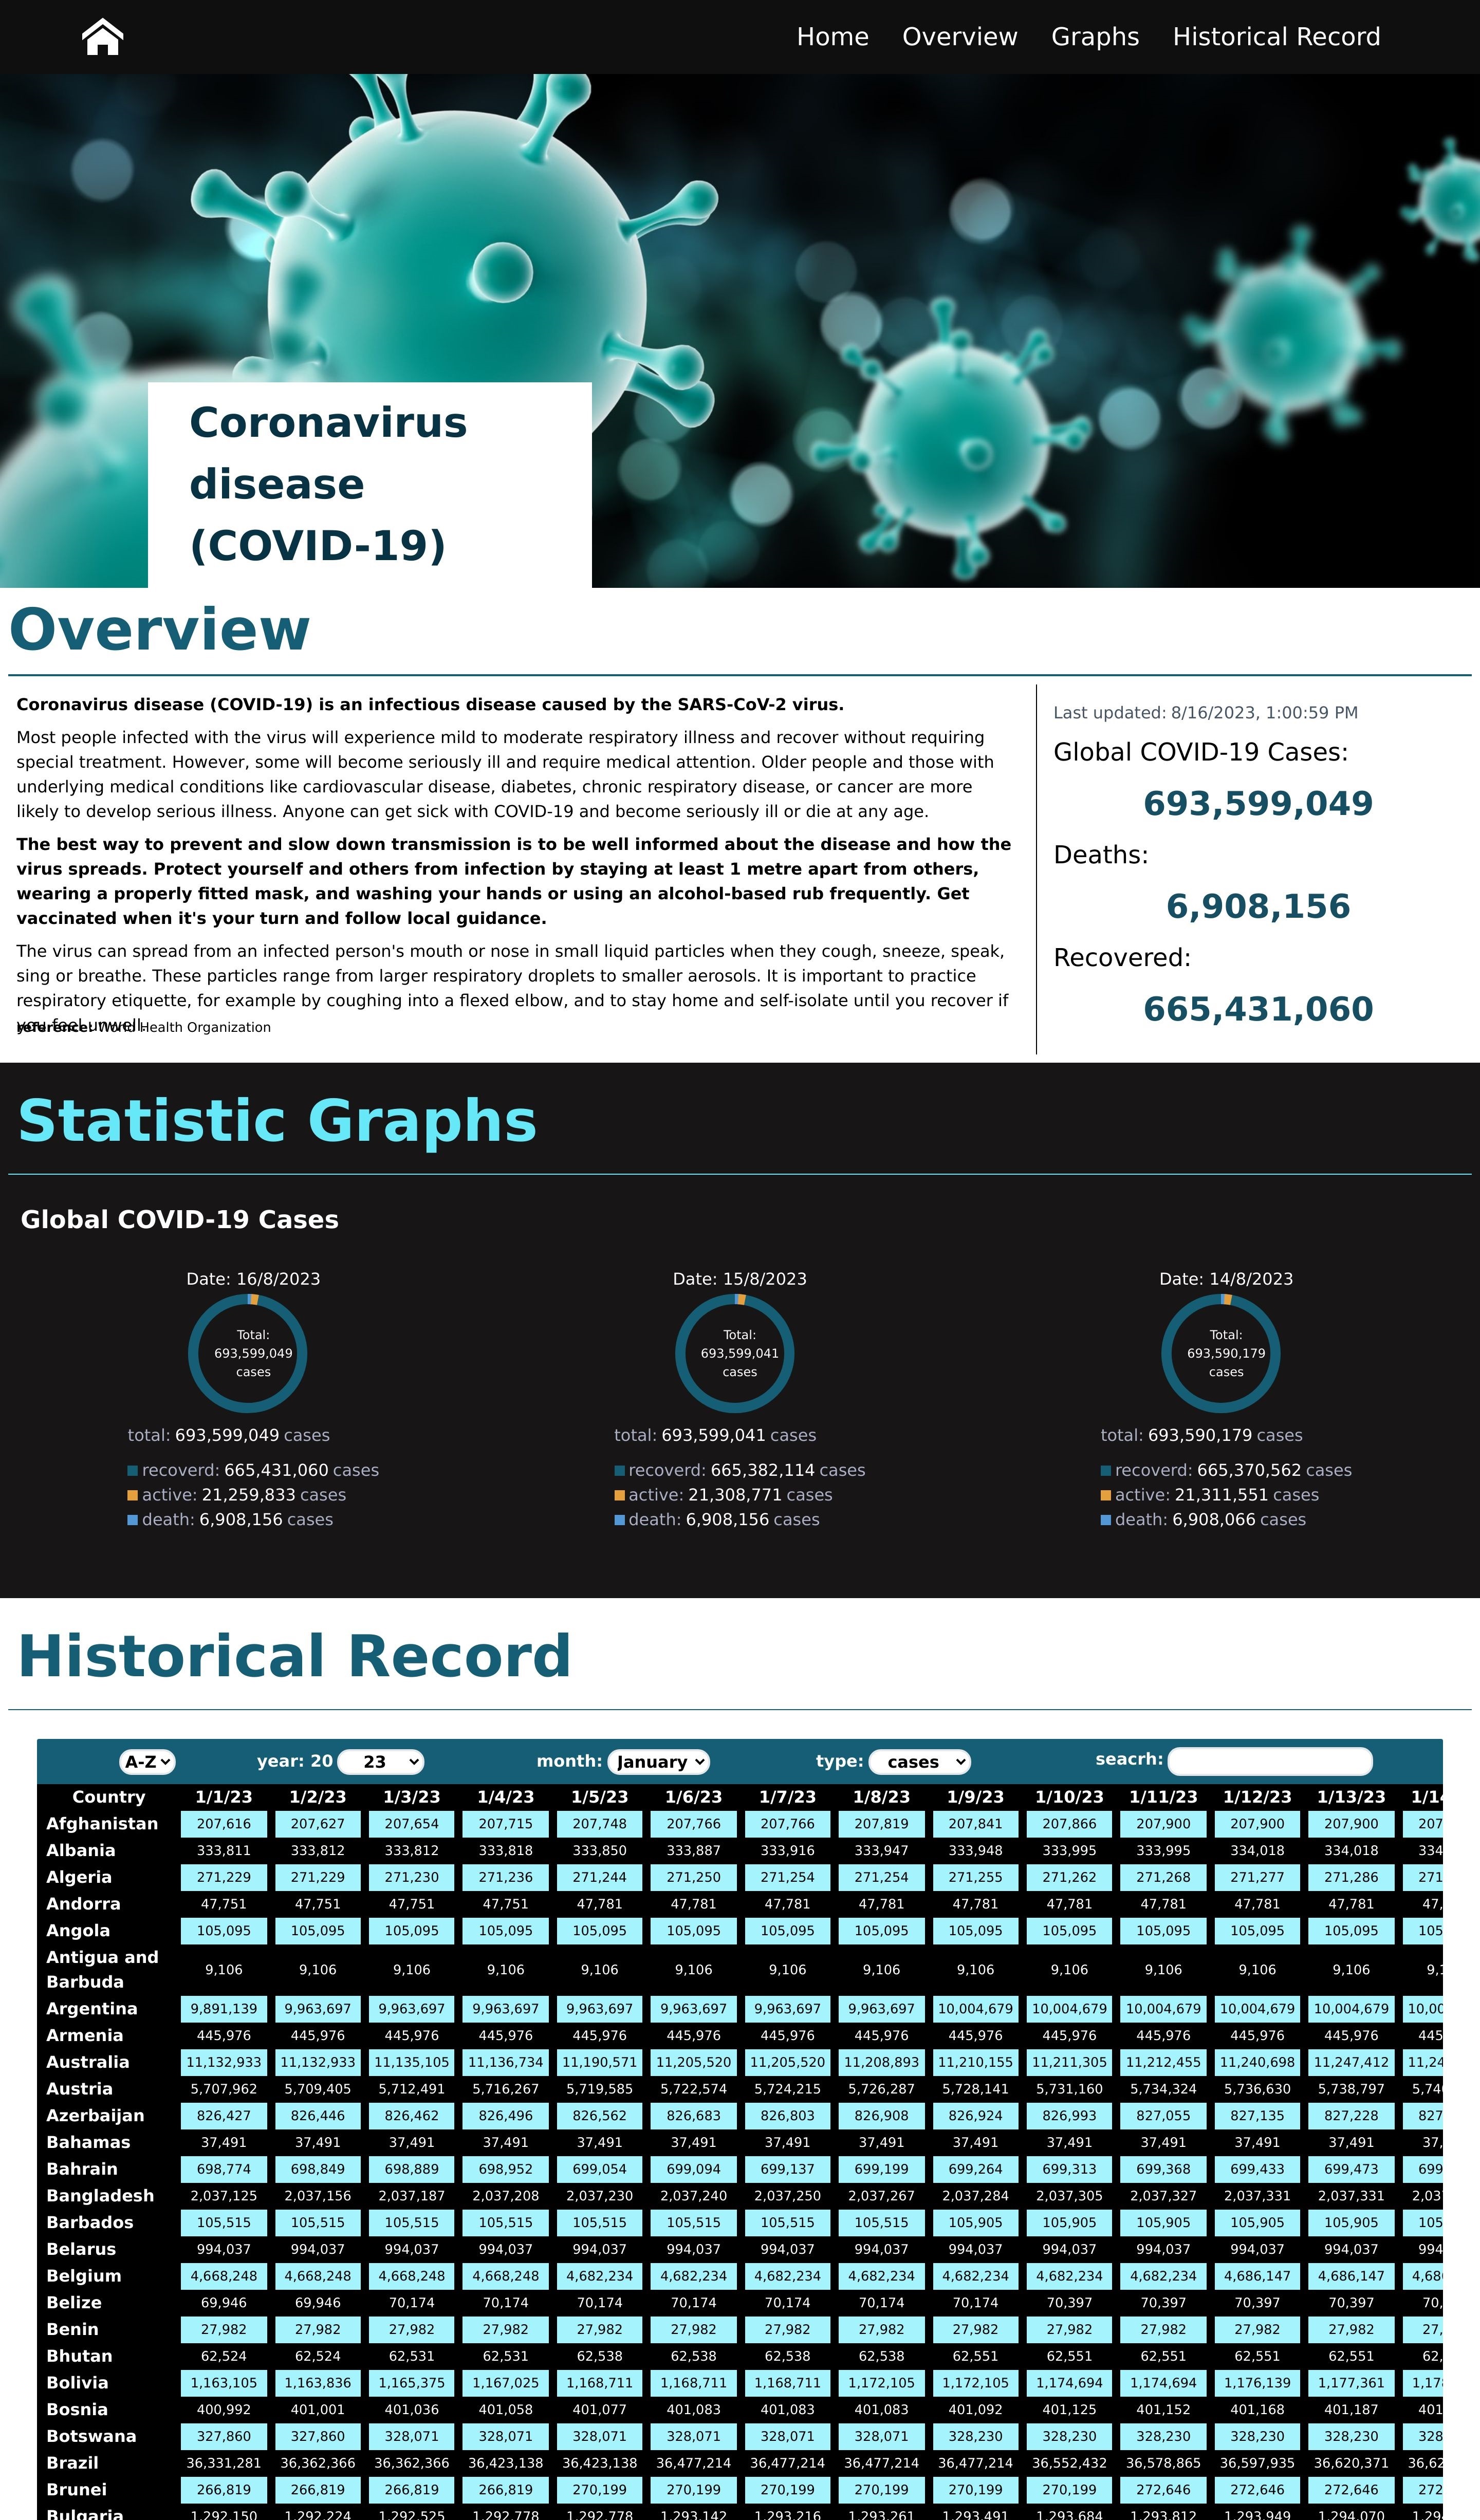 Home Overview Graphs Historical Record
Coronavirus
disease
(COVID-19)
Overview
Coronavirus disease (COVID-19) is an infectious disease caused by the SARS-CoV-2 virus.
Most people infected with the virus will experience mild to moderate respiratory illness and recover without requiring
special treatment. However, some will become seriously ill and require medical attention. Older people and those with
underlying medical conditions like cardiovascular disease, diabetes, chronic respiratory disease, or cancer are more
likely to develop serious illness. Anyone can get sick with COVID-19 and become seriously ill or die at any age.
The best way to prevent and slow down transmission is to be well informed about the disease and how the
virus spreads. Protect yourself and others from infection by staying at least 1 metre apart from others,
wearing a properly fitted mask, and washing your hands or using an alcohol-based rub frequently. Get
vaccinated when it's your turn and follow local guidance.
The virus can spread from an infected person's mouth or nose in small liquid particles when they cough, sneeze, speak,
sing or breathe. These particles range from larger respiratory droplets to smaller aerosols. It is important to practice
respiratory etiquette, for example by coughing into a flexed elbow, and to stay home and self-isolate until you recover if
you feel unwell.
reference: World Health Organization
Last updated: 8/16/2023, 1:00:59 PM
Global COVID-19 Cases:
693,599,049
Deaths:
6,908,156
Recovered:
665,431,060
Statistic Graphs
Global COVID-19 Cases
Date: 16/8/2023
Total:
693,599,049
cases
total: 693,599,049 cases
recoverd: 665,431,060 cases
active: 21,259,833 cases
death: 6,908,156 cases
Date: 15/8/2023
Total:
693,599,041
cases
total: 693,599,041 cases
recoverd: 665,382,114 cases
active: 21,308,771 cases
death: 6,908,156 cases
Date: 14/8/2023
Total:
693,590,179
cases
total: 693,590,179 cases
recoverd: 665,370,562 cases
active: 21,311,551 cases
death: 6,908,066 cases
Historical Record
A-Z year: 20 23 month: January type: cases seacrh:
Country 1/1/23 1/2/23 1/3/23 1/4/23 1/5/23 1/6/23 1/7/23 1/8/23 1/9/23 1/10/23 1/11/23 1/12/23 1/13/23
Afghanistan 207,616 207,627 207,654 207,715 207,748 207,766 207,766 207,819 207,841 207,866 207,900 207,900 207,900
Albania 333,811 333,812 333,812 333,818 333,850 333,887 333,916 333,947 333,948 333,995 333,995 334,018 334,018
Algeria 271,229 271,229 271,230 271,236 271,244 271,250 271,254 271,254 271,255 271,262 271,268 271,277 271,286
Andorra 47,751 47,751 47,751 47,751 47,781 47,781 47,781 47,781 47,781 47,781 47,781 47,781 47,781
Angola 105,095 105,095 105,095 105,095 105,095 105,095 105,095 105,095 105,095 105,095 105,095 105,095 105,095
Antigua and
Barbuda 9,106 9,106 9,106 9,106 9,106 9,106 9,106 9,106 9,106 9,106 9,106 9,106 9,106
Argentina 9,891,139 9,963,697 9,963,697 9,963,697 9,963,697 9,963,697 9,963,697 9,963,697 10,004,679 10,004,679 10,004,679 10,004,679 10,004,679
Armenia 445,976 445,976 445,976 445,976 445,976 445,976 445,976 445,976 445,976 445,976 445,976 445,976 445,976
Australia 11,132,933 11,132,933 11,135,105 11,136,734 11,190,571 11,205,520 11,205,520 11,208,893 11,210,155 11,211,305 11,212,455 11,240,698 11,247,412
Austria 5,707,962 5,709,405 5,712,491 5,716,267 5,719,585 5,722,574 5,724,215 5,726,287 5,728,141 5,731,160 5,734,324 5,736,630 5,738,797
Azerbaijan 826,427 826,446 826,462 826,496 826,562 826,683 826,803 826,908 826,924 826,993 827,055 827,135 827,228
Bahamas 37,491 37,491 37,491 37,491 37,491 37,491 37,491 37,491 37,491 37,491 37,491 37,491 37,491
Bahrain 698,774 698,849 698,889 698,952 699,054 699,094 699,137 699,199 699,264 699,313 699,368 699,433 699,473
Bangladesh 2,037,125 2,037,156 2,037,187 2,037,208 2,037,230 2,037,240 2,037,250 2,037,267 2,037,284 2,037,305 2,037,327 2,037,331 2,037,331
Barbados 105,515 105,515 105,515 105,515 105,515 105,515 105,515 105,515 105,905 105,905 105,905 105,905 105,905
Belarus 994,037 994,037 994,037 994,037 994,037 994,037 994,037 994,037 994,037 994,037 994,037 994,037 994,037
Belgium 4,668,248 4,668,248 4,668,248 4,668,248 4,682,234 4,682,234 4,682,234 4,682,234 4,682,234 4,682,234 4,682,234 4,686,147 4,686,147
Belize 69,946 69,946 70,174 70,174 70,174 70,174 70,174 70,174 70,174 70,397 70,397 70,397 70,397
Benin 27,982 27,982 27,982 27,982 27,982 27,982 27,982 27,982 27,982 27,982 27,982 27,982 27,982
Bhutan 62,524 62,524 62,531 62,531 62,538 62,538 62,538 62,538 62,551 62,551 62,551 62,551 62,551
Bolivia 1,163,105 1,163,836 1,165,375 1,167,025 1,168,711 1,168,711 1,168,711 1,172,105 1,172,105 1,174,694 1,174,694 1,176,139 1,177,361
Bosnia 400,992 401,001 401,036 401,058 401,077 401,083 401,083 401,083 401,092 401,125 401,152 401,168 401,187
Botswana 327,860 327,860 328,071 328,071 328,071 328,071 328,071 328,071 328,230 328,230 328,230 328,230 328,230
Brazil 36,331,281 36,362,366 36,362,366 36,423,138 36,423,138 36,477,214 36,477,214 36,477,214 36,477,214 36,552,432 36,578,865 36,597,935 36,620,371
Brunei 266,819 266,819 266,819 266,819 270,199 270,199 270,199 270,199 270,199 270,199 272,646 272,646 272,646
Bulgaria 1,292,150 1,292,224 1,292,525 1,292,778 1,292,778 1,293,142 1,293,216 1,293,261 1,293,491 1,293,684 1,293,812 1,293,949 1,294,070